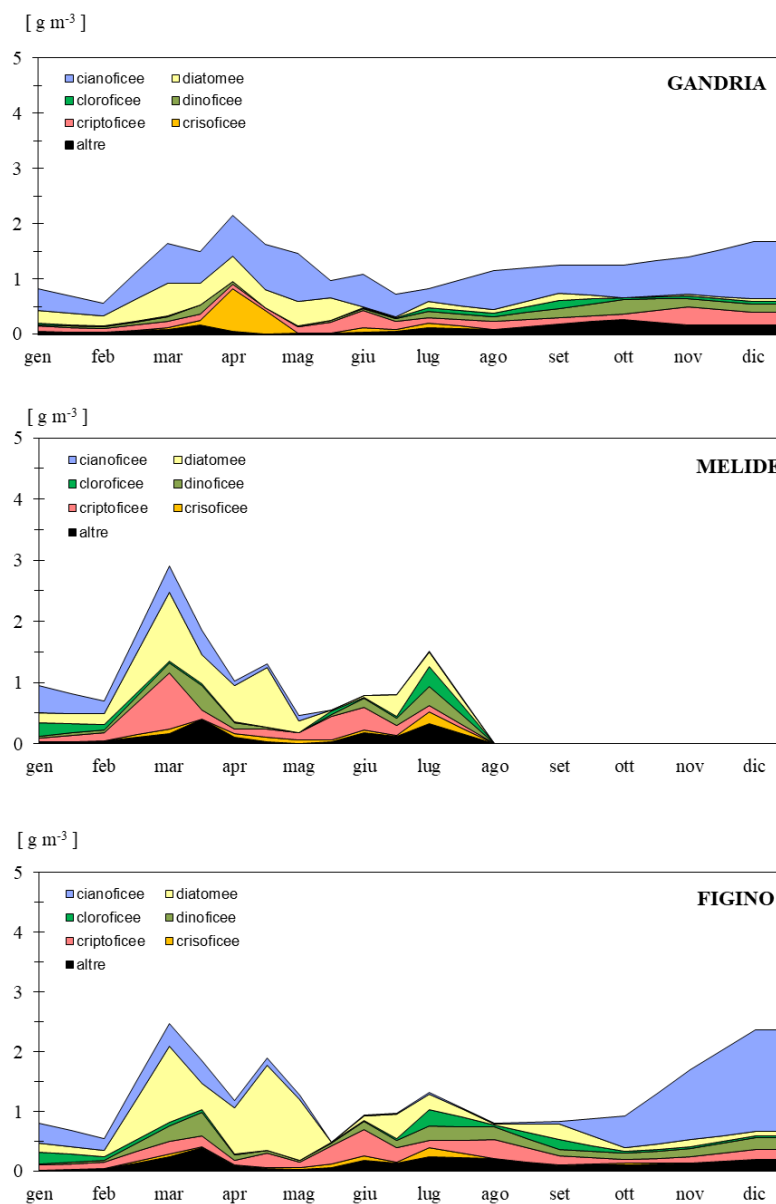 [ g m-3 ]
5
cianoficee diatomee
GANDRIA
cloroficee dinoficee
4
criptoficee crisoficee
altre
3
2
1
0
gen feb mar apr mag giu lug ago set ott nov dic
[ g m-3 ]
5
cianoficee diatomee
MELIDE
cloroficee dinoficee
4
criptoficee crisoficee
altre
3
2
1
0
gen feb mar apr mag giu lug ago set ott nov dic
[ g m-3 ]
5
cianoficee diatomee
FIGINO
cloroficee dinoficee
4
criptoficee crisoficee
altre
3
2
1
0
gen feb mar apr mag giu lug ago set ott nov dic